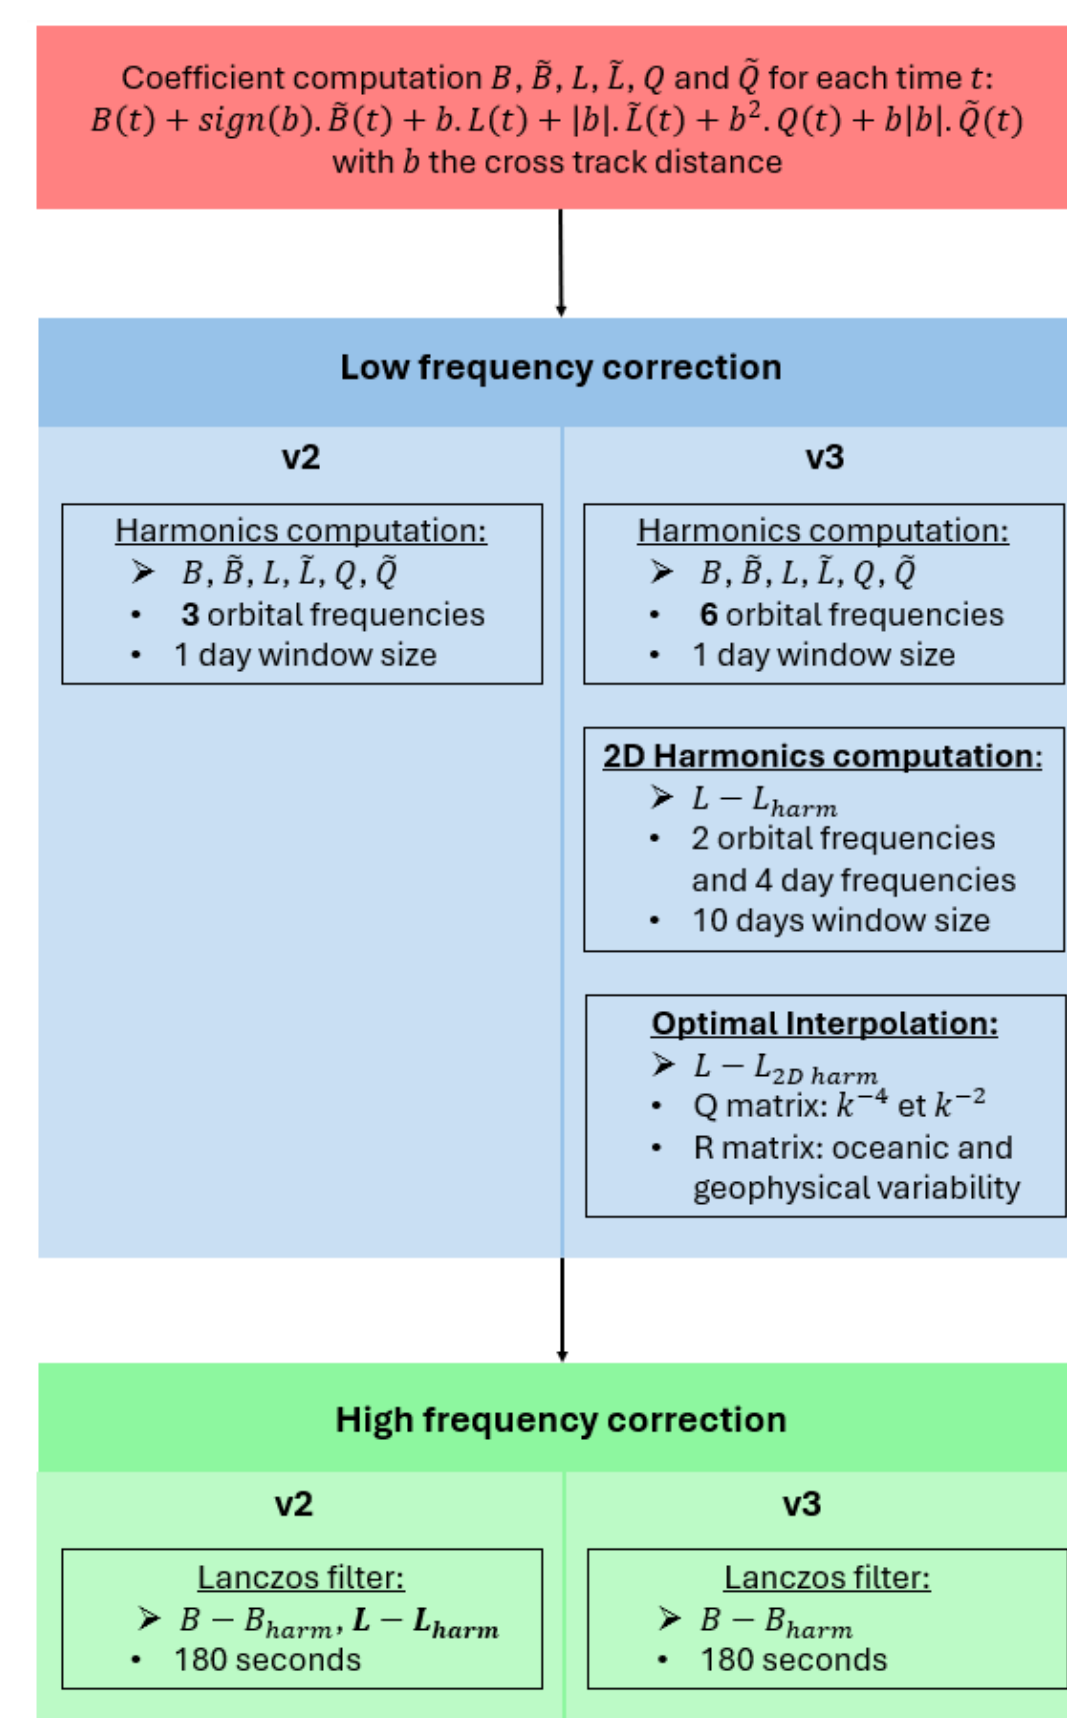 Coefficient computation B, B̃, L, L̃, Q and Q̃ for each time t:
B(t) + sign(b). B̃(t) + b. L(t) + |b|. L̃(t) + b². Q(t) + b|b|. Q̃(t)
with b the cross track distance
Low frequency correction
v2
Harmonics computation:
➢ B, B̃, L, L̃, Q, Q̃
• 3 orbital frequencies
• 1 day window size
v3
Harmonics computation:
➢ B, B̃, L, L̃, Q, Q̃
• 6 orbital frequencies
• 1 day window size
2D Harmonics computation:
➢ L − L_harm
• 2 orbital frequencies
and 4 day frequencies
• 10 days window size
Optimal Interpolation:
➢ L − L_2D harm
• Q matrix: k⁻⁴ et k⁻²
• R matrix: oceanic and
geophysical variability
High frequency correction
v2
Lanczos filter:
➢ B − B_harm, L − L_harm
• 180 seconds
v3
Lanczos filter:
➢ B − B_harm
• 180 seconds